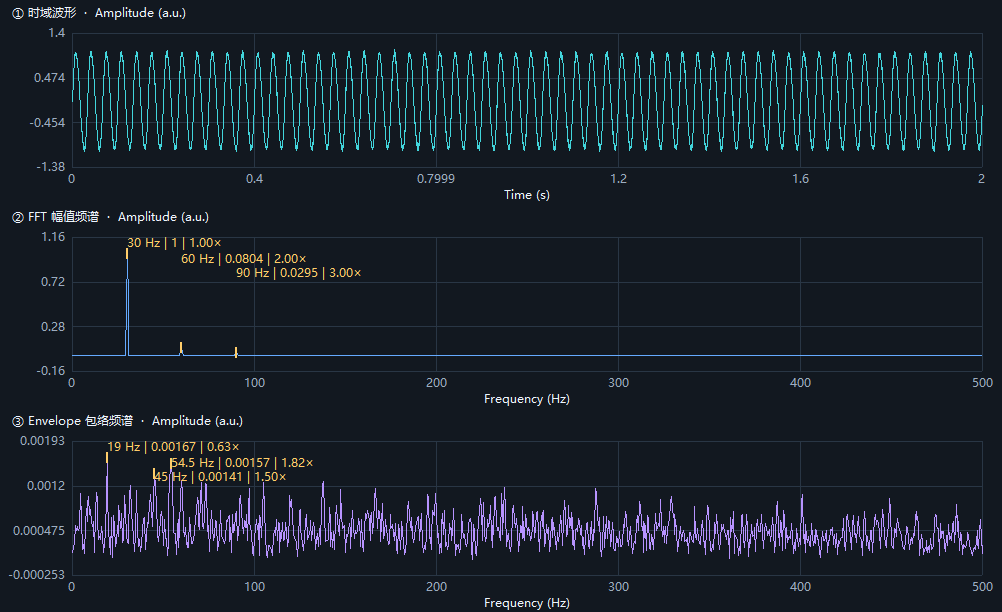 ① 时域波形 · Amplitude (a.u.)
1.4
0.474
-0.454
-1.38
0 0.4 0.7999 1.2 1.6 2
Time (s)
② FFT 幅值频谱 · Amplitude (a.u.)
1.16
30 Hz | 1 | 1.00×
60 Hz | 0.0804 | 2.00×
90 Hz | 0.0295 | 3.00×
0.72
0.28
-0.16
0 100 200 300 400 500
Frequency (Hz)
③ Envelope 包络频谱 · Amplitude (a.u.)
0.00193
19 Hz | 0.00167 | 0.63×
54.5 Hz | 0.00157 | 1.82×
45 Hz | 0.00141 | 1.50×
0.0012
0.000475
-0.000253
0 100 200 300 400 500
Frequency (Hz)